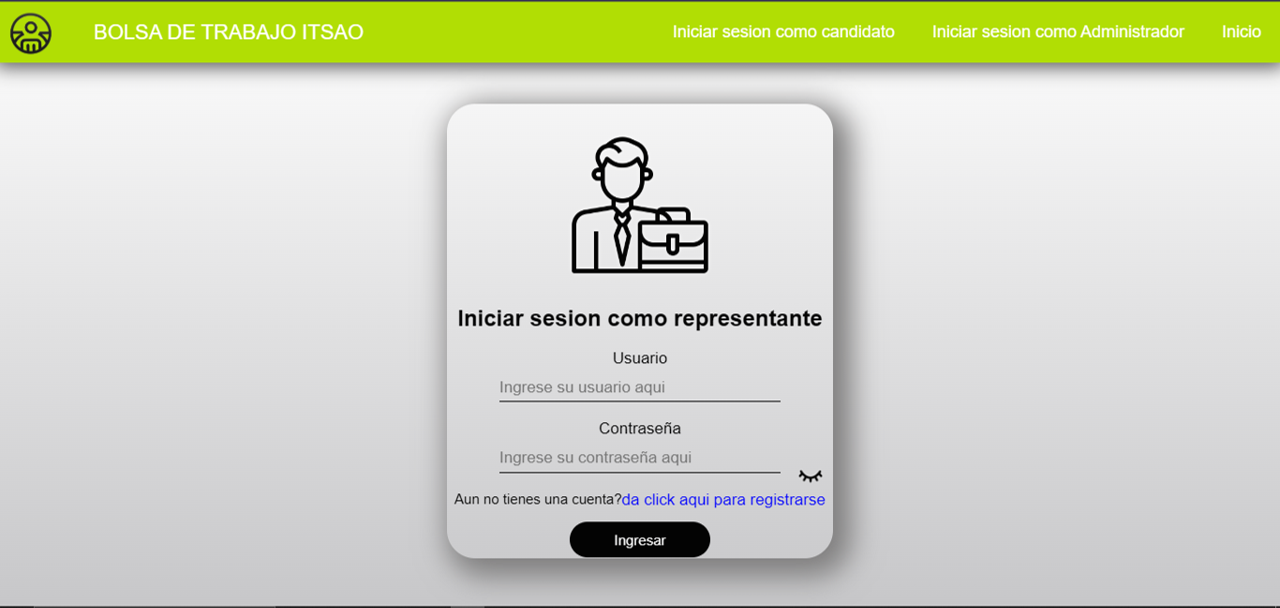 BOLSA DE TRABAJO ITSAO
Iniciar sesion como candidato
Iniciar sesion como Administrador
Inicio
Iniciar sesion como representante
Usuario
Ingrese su usuario aqui
Contraseña
Ingrese su contraseña aqui
Aun no tienes una cuenta?da click aqui para registrarse
Ingresar